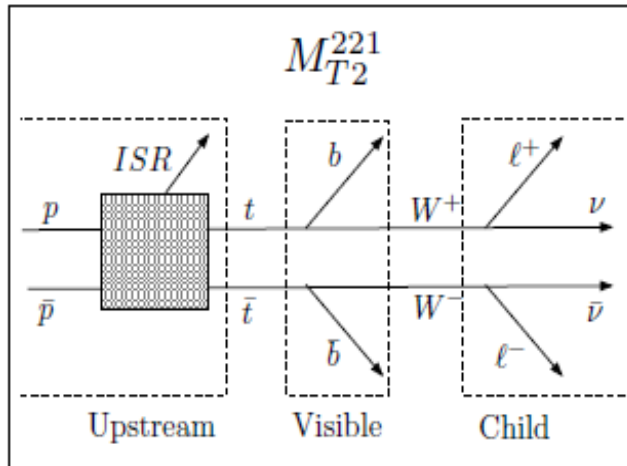 M_{T2}^{221}
ISR b ℓ⁺
p t W⁺ ν
p̄ t̄ W⁻ ν̄
b̄ ℓ⁻
Upstream Visible Child